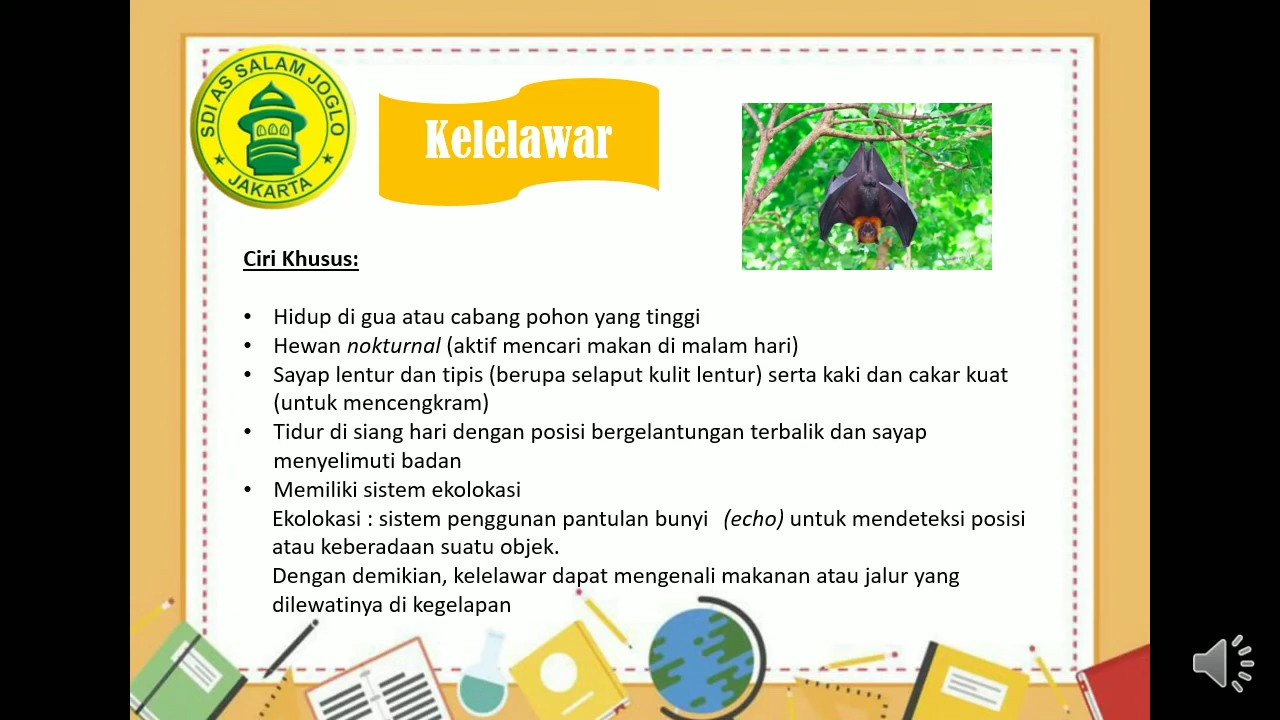 SDI AS SALAM JOGLO
JAKARTA
Kelelawar
Ciri Khusus:
• Hidup di gua atau cabang pohon yang tinggi
• Hewan nokturnal (aktif mencari makan di malam hari)
• Sayap lentur dan tipis (berupa selaput kulit lentur) serta kaki dan cakar kuat
(untuk mencengkram)
• Tidur di siang hari dengan posisi bergelantungan terbalik dan sayap
menyelimuti badan
• Memiliki sistem ekolokasi
Ekolokasi : sistem penggunan pantulan bunyi (echo) untuk mendeteksi posisi
atau keberadaan suatu objek.
Dengan demikian, kelelawar dapat mengenali makanan atau jalur yang
dilewatinya di kegelapan